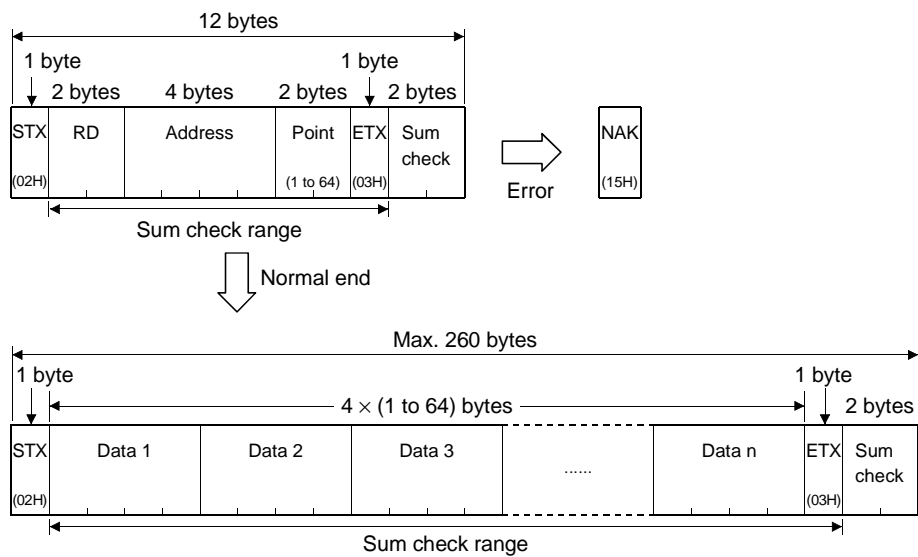 12 bytes
1 byte 1 byte
2 bytes 4 bytes 2 bytes 2 bytes
STX RD Address Point ETX Sum check NAK
(02H) (1 to 64) (03H) (15H)
Error
Sum check range
Normal end
Max. 260 bytes
1 byte 1 byte
4 × (1 to 64) bytes 2 bytes
STX Data 1 Data 2 Data 3 ...... Data n ETX Sum check
(02H) (03H)
Sum check range